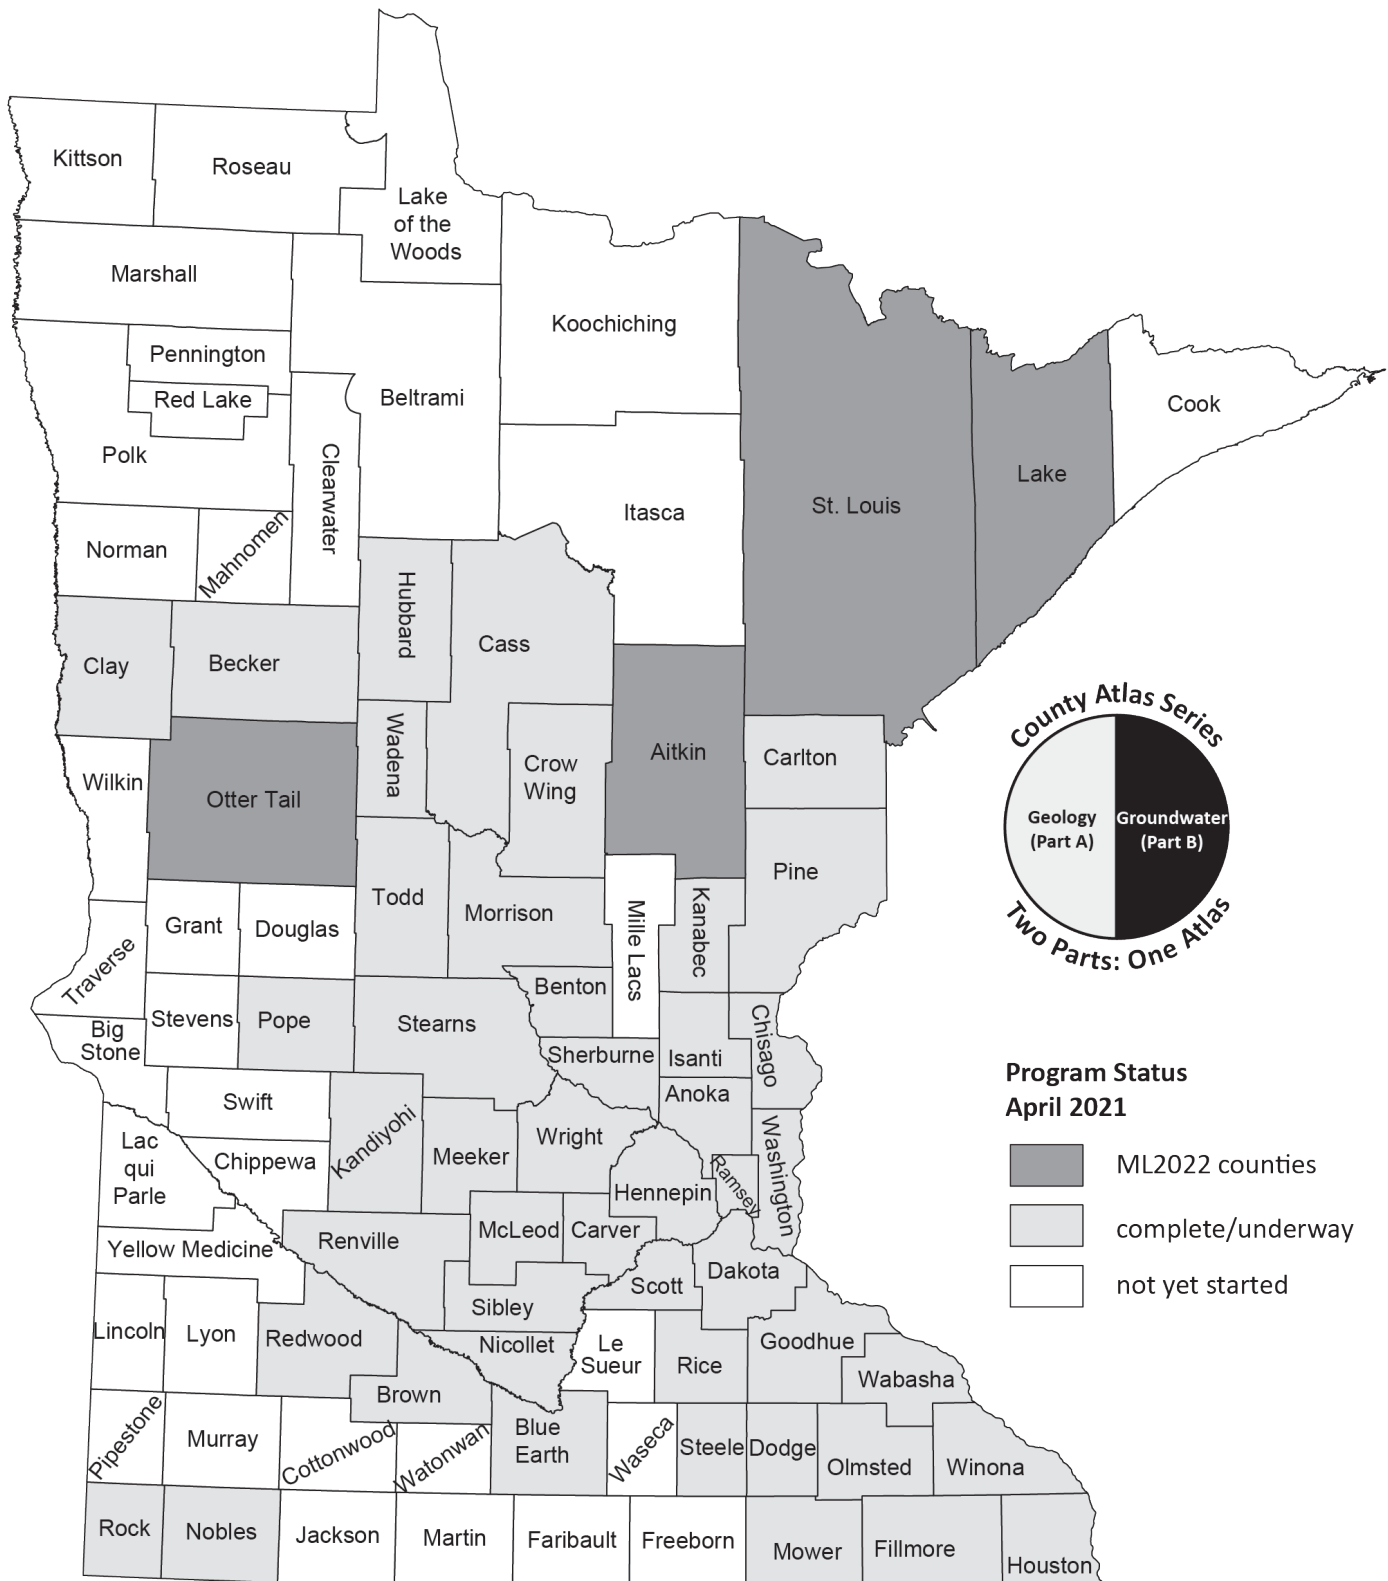 Kittson
Roseau
Lake
of the
Woods
Marshall
Koochiching
Pennington
Red Lake
Beltrami
Cook
Polk
Clearwater
Lake
St. Louis
Itasca
Norman
Mahnomen
Hubbard
Cass
Clay
Becker
Wadena
Aitkin
Carlton
Crow
Wing
Wilkin
Otter Tail
County Atlas Series
Geology
(Part A)
Groundwater
(Part B)
Two Parts: One Atlas
Pine
Todd
Morrison
Mille Lacs
Kanabec
Grant
Douglas
Traverse
Benton
Stevens
Pope
Stearns
Big
Stone
Sherburne
Isanti
Chisago
Anoka
Swift
Kandiyohi
Meeker
Wright
Washington
Lac
qui
Parle
Chippewa
Hennepin
Ramsey
McLeod
Carver
Renville
Yellow Medicine
Scott
Dakota
Sibley
Lincoln
Lyon
Redwood
Nicollet
Le
Sueur
Rice
Goodhue
Wabasha
Brown
Pipestone
Murray
Cottonwood
Watonwan
Blue
Earth
Waseca
Steele
Dodge
Olmsted
Winona
Rock
Nobles
Jackson
Martin
Faribault
Freeborn
Mower
Fillmore
Houston
Program Status
April 2021
ML2022 counties
complete/underway
not yet started